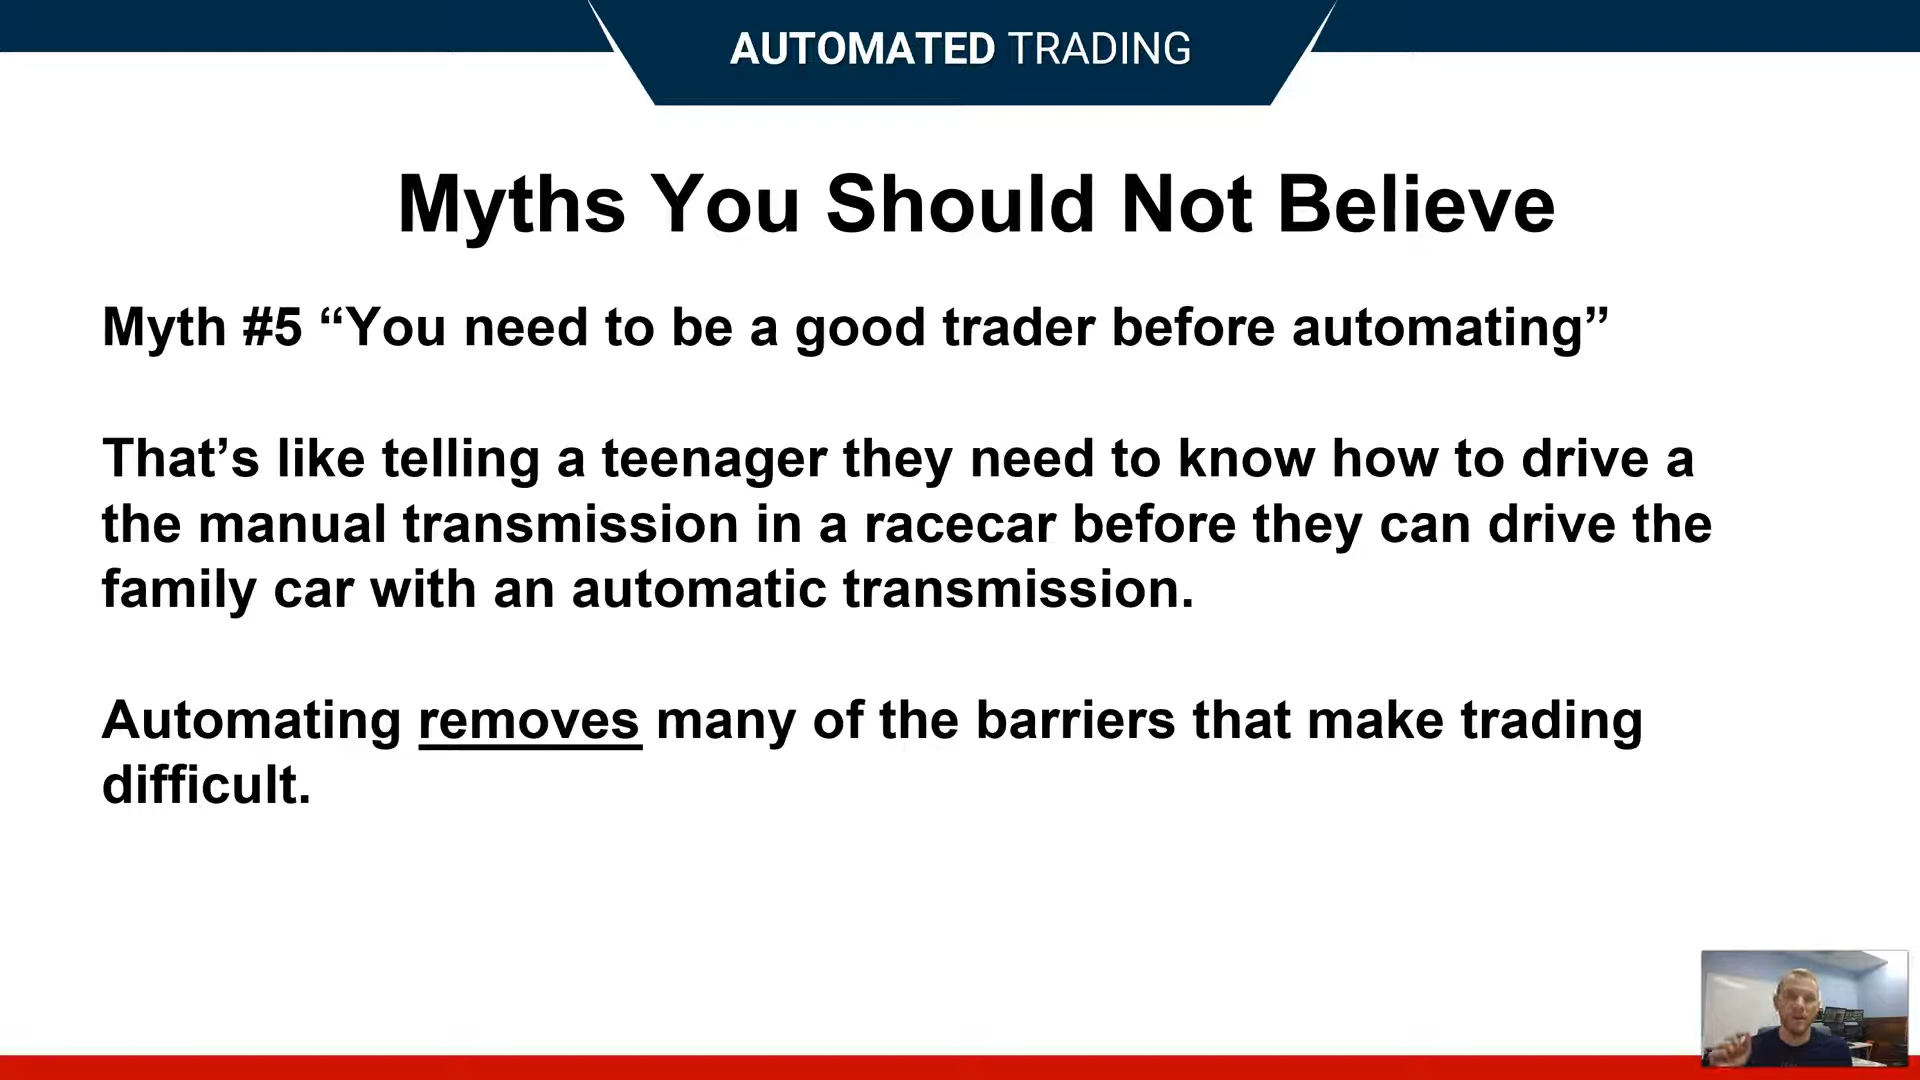 AUTOMATED TRADING
Myths You Should Not Believe
Myth #5 “You need to be a good trader before automating”
That’s like telling a teenager they need to know how to drive a
the manual transmission in a racecar before they can drive the
family car with an automatic transmission.
Automating removes many of the barriers that make trading
difficult.